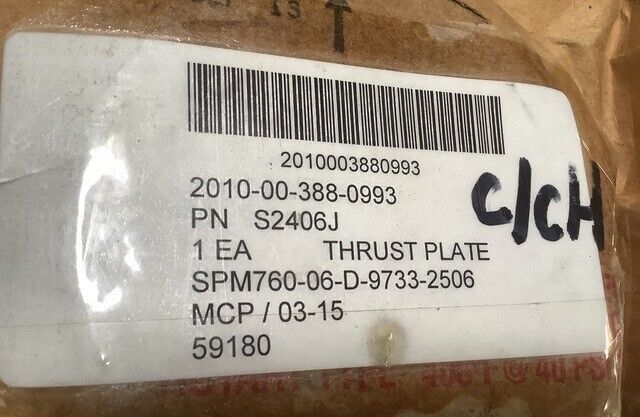 2010003880993
2010-00-388-0993
PN S2406J
1 EA THRUST PLATE
SPM760-06-D-9733-2506
MCP / 03-15
59180
C/CH